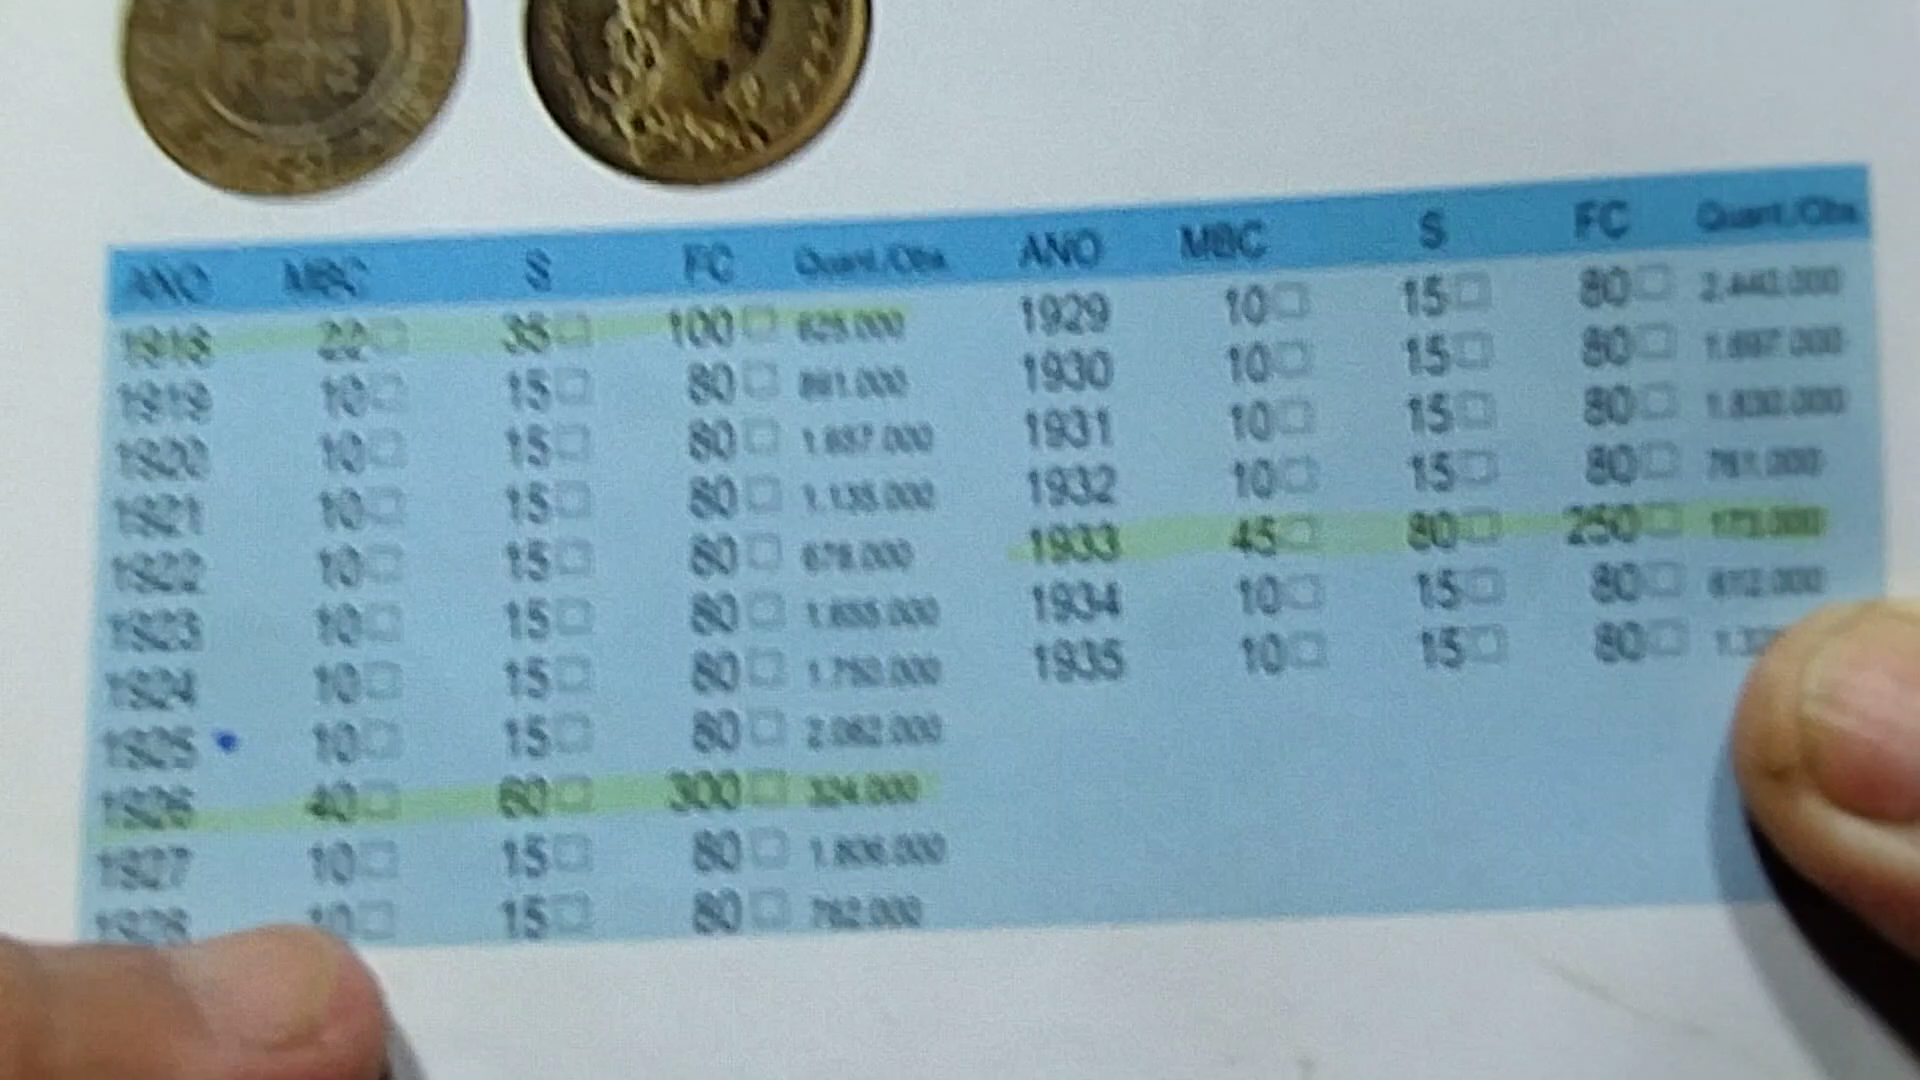 ANO MBC S FC Quant./Obs. ANO MBC S FC Quant./Obs.
1918 22 35 100 625.000 1929 10 15 80 2.440.000
1919 10 15 80 881.000 1930 10 15 80 1.697.000
1920 10 15 80 1.657.000 1931 10 15 80 1.830.000
1921 10 15 80 1.135.000 1932 10 15 80 761.000
1922 10 15 80 678.000 1933 45 80 250 173.000
1923 10 15 80 1.655.000 1934 10 15 80 612.000
1924 10 15 80 1.750.000 1935 10 15 80
1925 10 15 80 2.082.000
1926 40 60 300 324.000
1927 10 15 80 1.806.000
1928 10 15 80 782.000